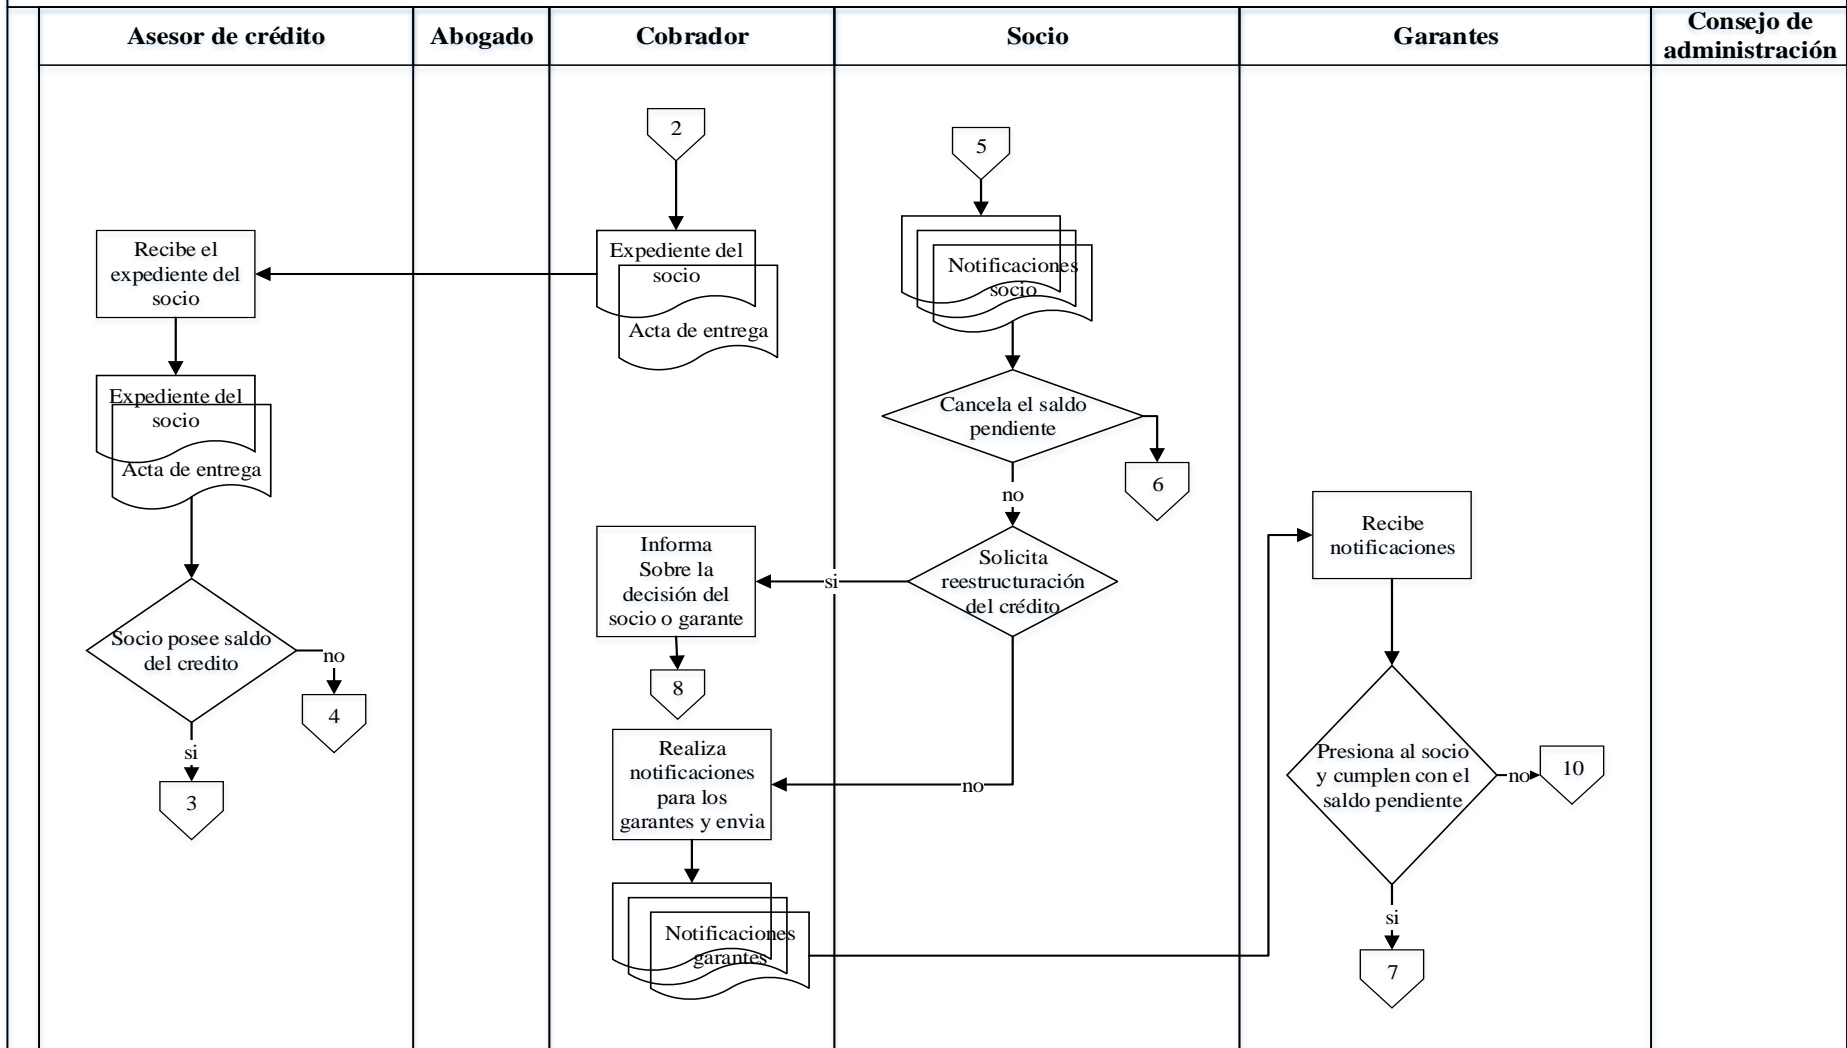 Asesor de crédito
Abogado
Cobrador
Socio
Garantes
Consejo de
administración
2
5
Recibe el
expediente del
socio
Expediente del
socio
Acta de entrega
Notificaciones
socio
Expediente del
socio
Acta de entrega
Cancela el saldo
pendiente
6
no
Recibe
notificaciones
Informa
Sobre la
decisión del
socio o garante
si
Solicita
reestructuración
del crédito
Socio posee saldo
del credito
no
4
8
si
3
Realiza
notificaciones
para los
garantes y envia
no
Presiona al socio
y cumplen con el
saldo pendiente
no
10
Notificaciones
garantes
si
7